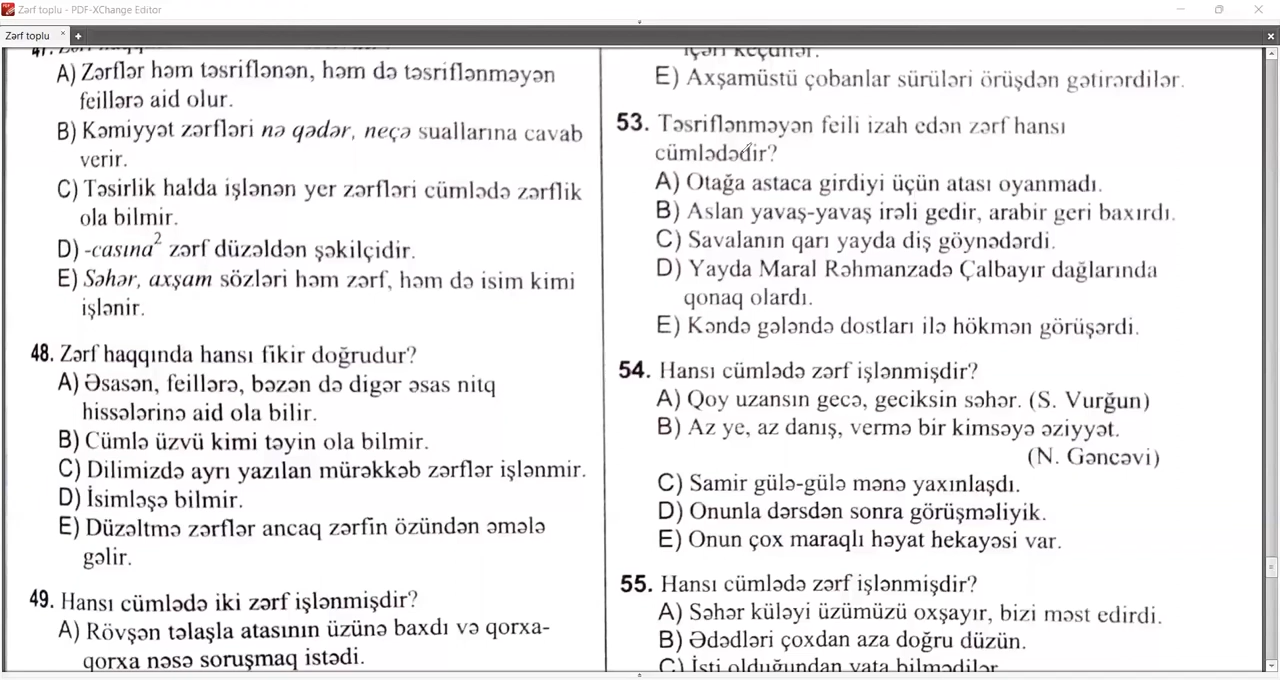 Zərf toplu - PDF-XChange Editor
Zərf toplu
47.
A) Zərflər həm təsriflənən, həm də təsriflənməyən
feillərə aid olur.
B) Kəmiyyət zərfləri nə qədər, neçə suallarına cavab
verir.
C) Təsirlik halda işlənən yer zərfləri cümlədə zərflik
ola bilmir.
D) -casına² zərf düzəldən şəkilçidir.
E) Səhər, axşam sözləri həm zərf, həm də isim kimi
işlənir.
48. Zərf haqqında hansı fikir doğrudur?
A) Əsasən, feillərə, bəzən də digər əsas nitq
hissələrinə aid ola bilir.
B) Cümlə üzvü kimi təyin ola bilmir.
C) Dilimizdə ayrı yazılan mürəkkəb zərflər işlənmir.
D) İsimləşə bilmir.
E) Düzəltmə zərflər ancaq zərfin özündən əmələ
gəlir.
49. Hansı cümlədə iki zərf işlənmişdir?
A) Rövşən təlaşla atasının üzünə baxdı və qorxa-
qorxa nəsə soruşmaq istədi.
E) Axşamüstü çobanlar sürüləri örüşdən gətirərdilər.
53. Təsriflənməyən feili izah edən zərf hansı
cümlədədir?
A) Otağa astaca girdiyi üçün atası oyanmadı.
B) Aslan yavaş-yavaş irəli gedir, arabir geri baxırdı.
C) Savalanın qarı yayda diş göynədərdi.
D) Yayda Maral Rəhmanzadə Çalbayır dağlarında
qonaq olardı.
E) Kəndə gələndə dostları ilə hökmən görüşərdi.
54. Hansı cümlədə zərf işlənmişdir?
A) Qoy uzansın gecə, geciksin səhər. (S. Vurğun)
B) Az ye, az danış, vermə bir kimsəyə əziyyət.
(N. Gəncəvi)
C) Samir gülə-gülə mənə yaxınlaşdı.
D) Onunla dərsdən sonra görüşməliyik.
E) Onun çox maraqlı həyat hekayəsi var.
55. Hansı cümlədə zərf işlənmişdir?
A) Səhər küləyi üzümüzü oxşayır, bizi məst edirdi.
B) Ədədləri çoxdan aza doğru düzün.
C) İsti olduğundan yata bilmədilər